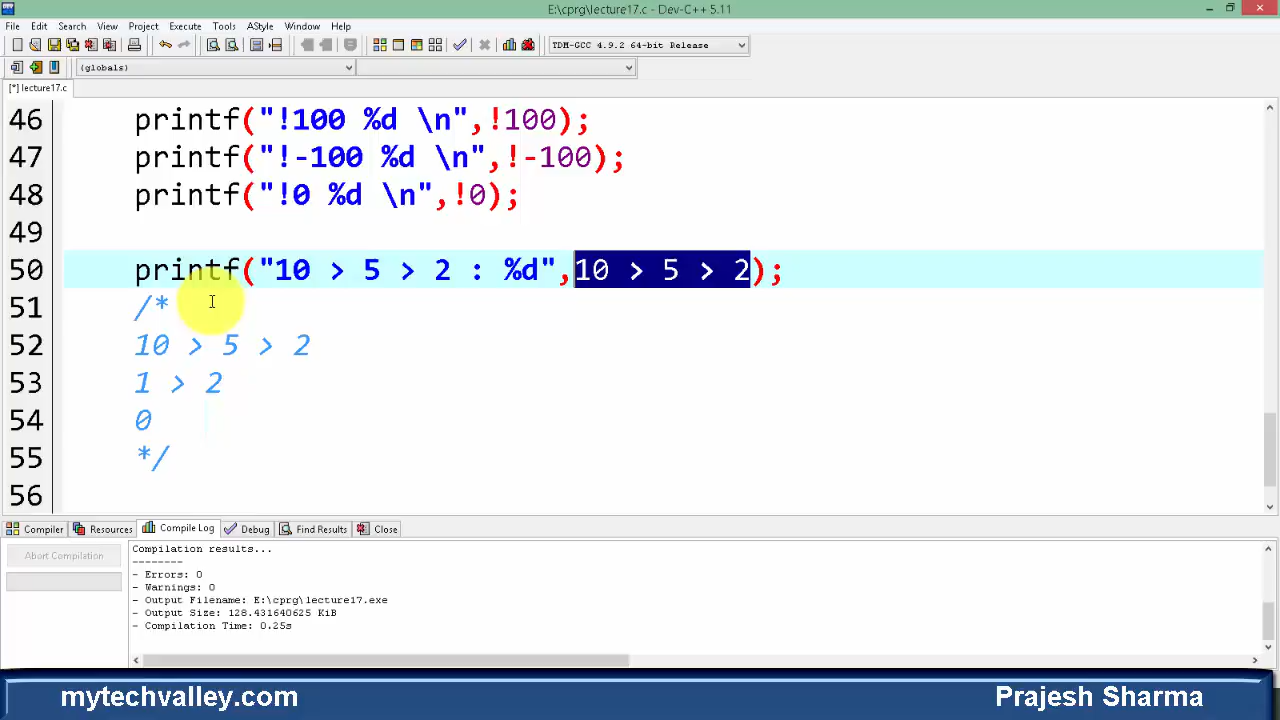 E:\cprg\lecture17.c - Dev-C++ 5.11
File Edit Search View Project Execute Tools AStyle Window Help
TDM-GCC 4.9.2 64-bit Release
(globals)
[*] lecture17.c
46 printf("!100 %d \n",!100);
47 printf("!-100 %d \n",!-100);
48 printf("!0 %d \n",!0);
49
50 printf("10 > 5 > 2 : %d",10 > 5 > 2);
51 /*
52 10 > 5 > 2
53 1 > 2
54 0
55 */
56
Compiler Resources Compile Log Debug Find Results Close
Abort Compilation
Compilation results...
--------
- Errors: 0
- Warnings: 0
- Output Filename: E:\cprg\lecture17.exe
- Output Size: 128.431640625 KiB
- Compilation Time: 0.25s
mytechvalley.com Prajesh Sharma